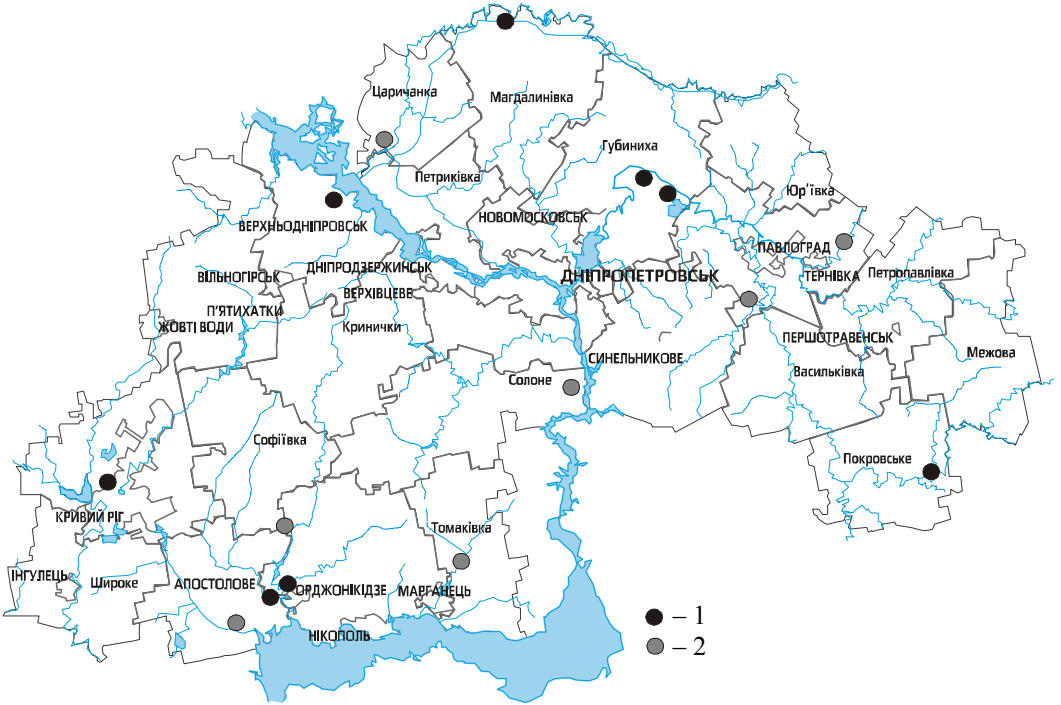 Царичанка
Магдалинівка
Губиниха
Петриківка
Юр'ївка
НОВОМОСКОВСЬК
ВЕРХНЬОДНІПРОВСЬК
ПАВЛОГРАД
ДНІПРОДЗЕРЖИНСЬК
ДНІПРОПЕТРОВСЬК
ТЕРНІВКА
Петропавлівка
ВІЛЬНОГІРСЬК
ВЕРХІВЦЕВЕ
П'ЯТИХАТКИ
ЖОВТІ ВОДИ
Кринички
ПЕРШОТРАВЕНСЬК
Межова
СИНЕЛЬНИКОВЕ
Васильківка
Солоне
Софіївка
Покровське
КРИВИЙ РІГ
Томаківка
ІНГУЛЕЦЬ
Широке
АПОСТОЛОВЕ
ОРДЖОНІКІДЗЕ
МАРГАНЕЦЬ
НІКОПОЛЬ
– 1
– 2